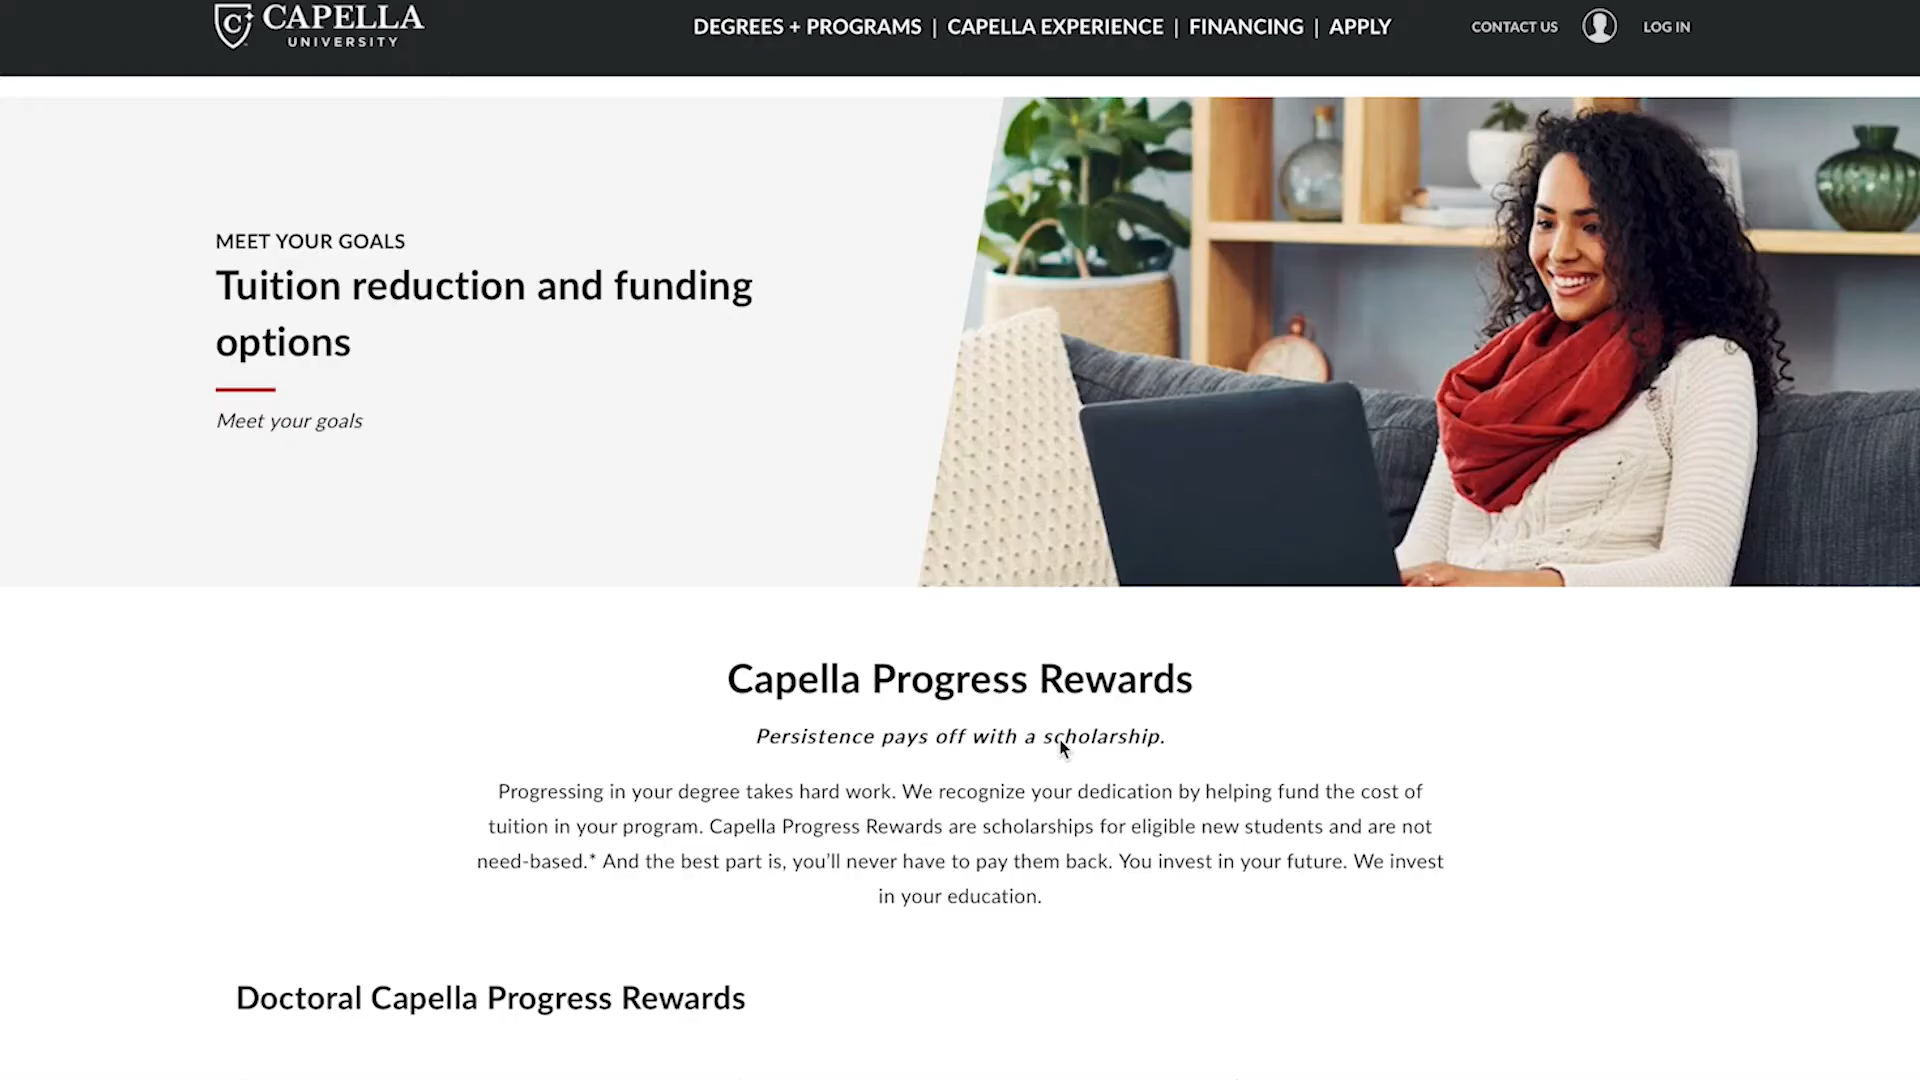 CAPELLA
UNIVERSITY
DEGREES + PROGRAMS | CAPELLA EXPERIENCE | FINANCING | APPLY
CONTACT US
LOG IN
MEET YOUR GOALS
Tuition reduction and funding
options
Meet your goals
Capella Progress Rewards
Persistence pays off with a scholarship.
Progressing in your degree takes hard work. We recognize your dedication by helping fund the cost of
tuition in your program. Capella Progress Rewards are scholarships for eligible new students and are not
need-based.* And the best part is, you’ll never have to pay them back. You invest in your future. We invest
in your education.
Doctoral Capella Progress Rewards